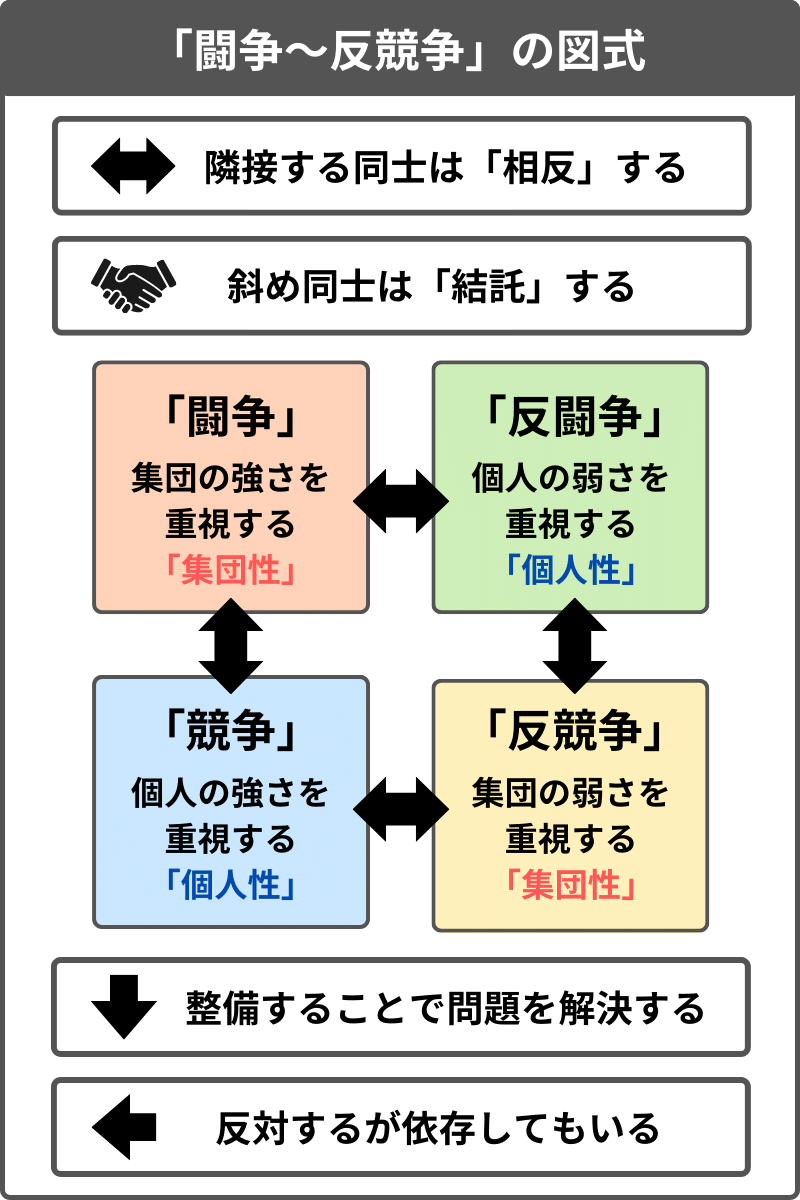 「闘争～反競争」の図式
隣接する同士は「相反」する
斜め同士は「結託」する
「闘争」
集団の強さを
重視する
「集団性」
「反闘争」
個人の弱さを
重視する
「個人性」
「競争」
個人の強さを
重視する
「個人性」
「反競争」
集団の弱さを
重視する
「集団性」
整備することで問題を解決する
反対するが依存してもいる